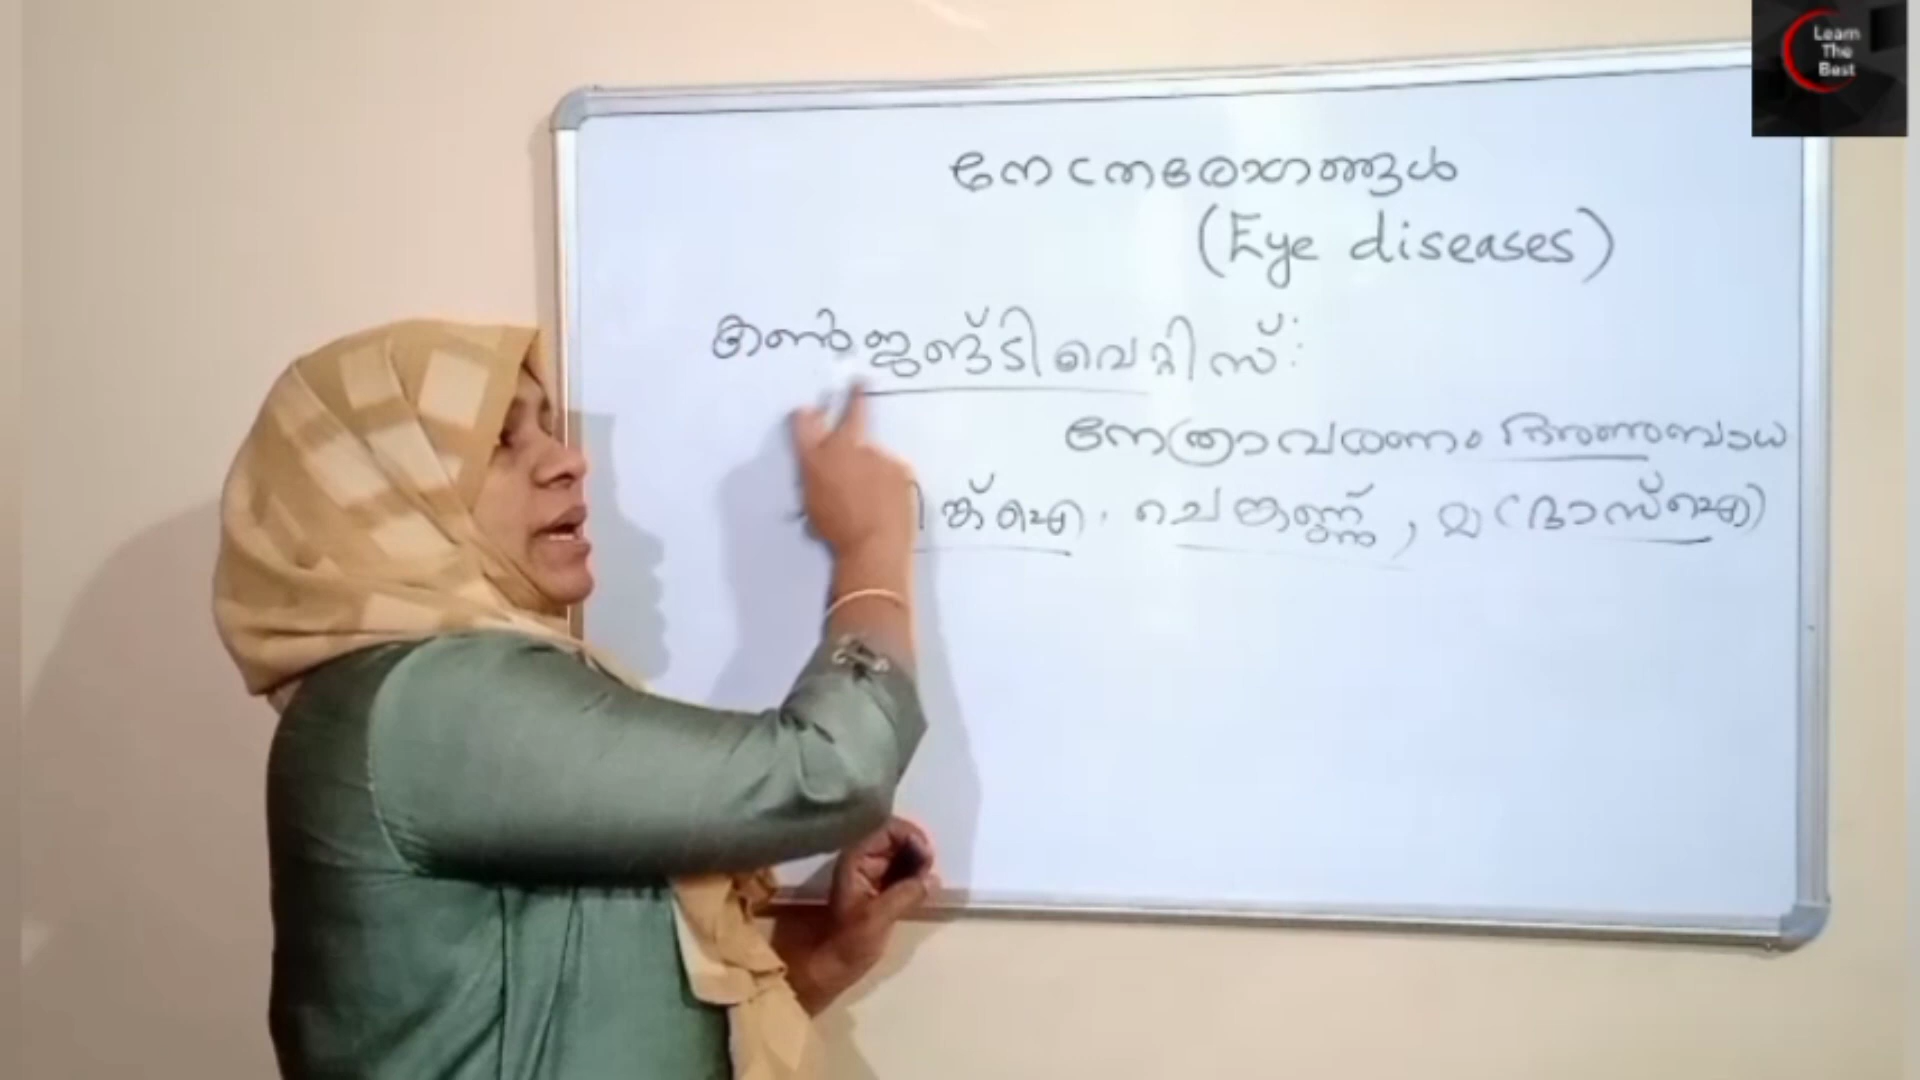 Learn
The
Best
നേത്രരോഗങ്ങൾ
(Eye diseases)
കൺജങ്ടിവൈറ്റിസ് :
നേത്രാവരണം അണുബാധ
ങ്ക്ഐ . ചെങ്കണ്ണ് , മദ്രാസ്ഐ)